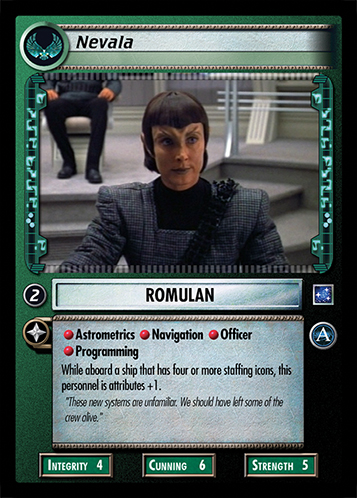 Nevala
2 ROMULAN
Astrometrics Navigation Officer
Programming
A
While aboard a ship that has four or more staffing icons, this
personnel is attributes +1.
"These new systems are unfamiliar. We should have left some of the
crew alive."
INTEGRITY 4 CUNNING 6 STRENGTH 5